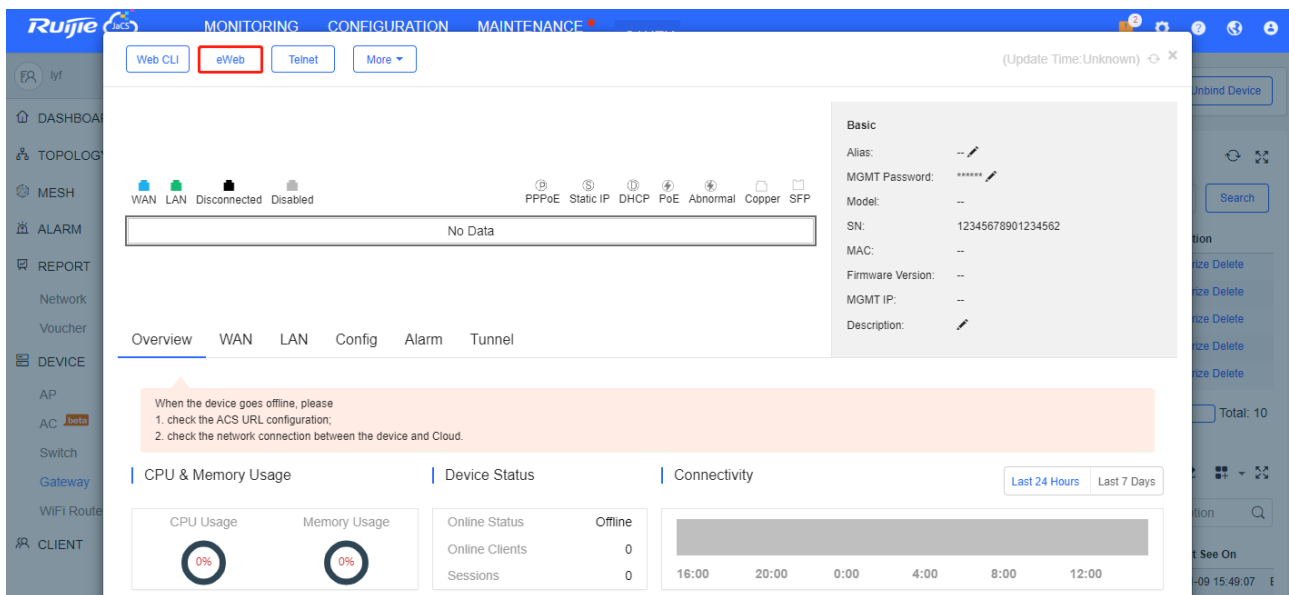 Ruijie JaCS MONITORING CONFIGURATION MAINTENANCE 2
Web CLI eWeb Telnet More (Update Time:Unknown)
lyf
Unbind Device
DASHBOA
TOPOLOG
MESH
ALARM
REPORT
Network
Voucher
DEVICE
AP
AC beta
Switch
Gateway
WiFi Route
CLIENT
WAN LAN Disconnected Disabled PPPoE Static IP DHCP PoE Abnormal Copper SFP
No Data
Basic
Alias: --
MGMT Password: ******
Model: --
SN: 12345678901234562
MAC: --
Firmware Version: --
MGMT IP: --
Description:
Overview WAN LAN Config Alarm Tunnel
When the device goes offline, please
1. check the ACS URL configuration;
2. check the network connection between the device and Cloud.
CPU & Memory Usage
CPU Usage Memory Usage
0% 0%
Device Status
Online Status Offline
Online Clients 0
Sessions 0
Connectivity Last 24 Hours Last 7 Days
16:00 20:00 0:00 4:00 8:00 12:00
Search
tion
rize Delete
rize Delete
rize Delete
rize Delete
rize Delete
Total: 10
tion
t See On
-09 15:49:07